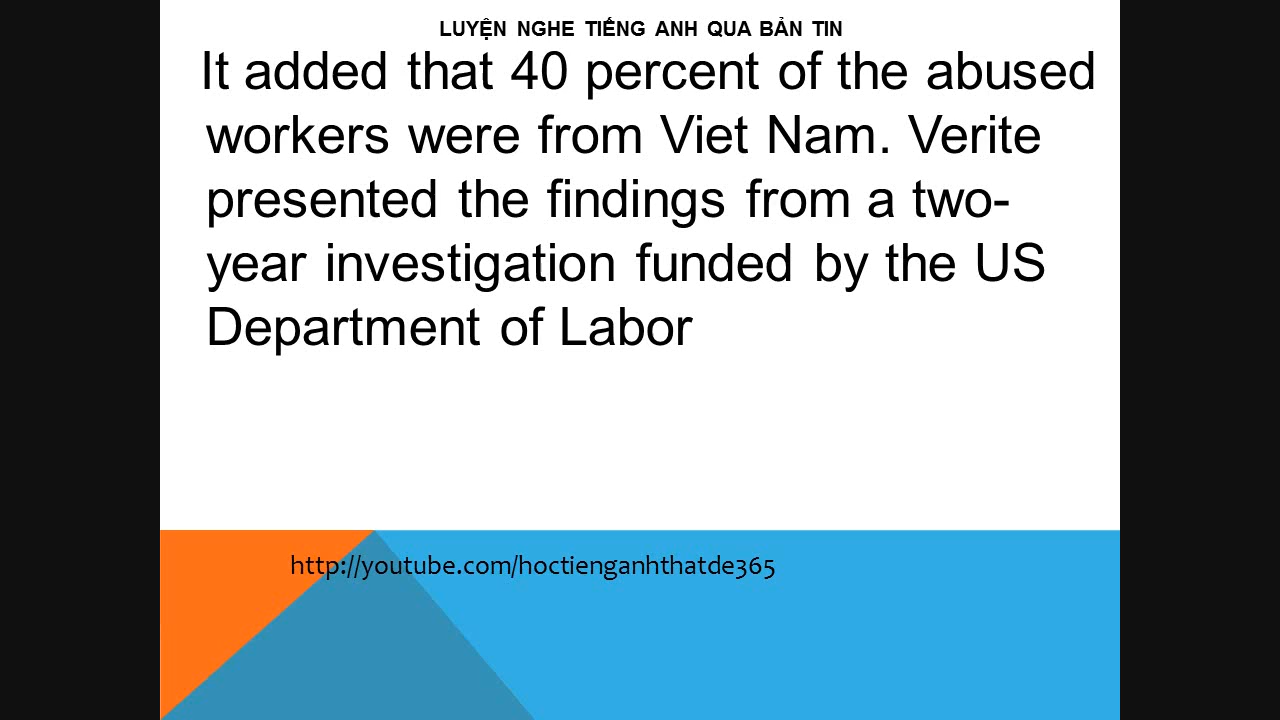 LUYỆN NGHE TIẾNG ANH QUA BẢN TIN
It added that 40 percent of the abused
workers were from Viet Nam. Verite
presented the findings from a two-
year investigation funded by the US
Department of Labor
http://youtube.com/hoctienganhthatde365